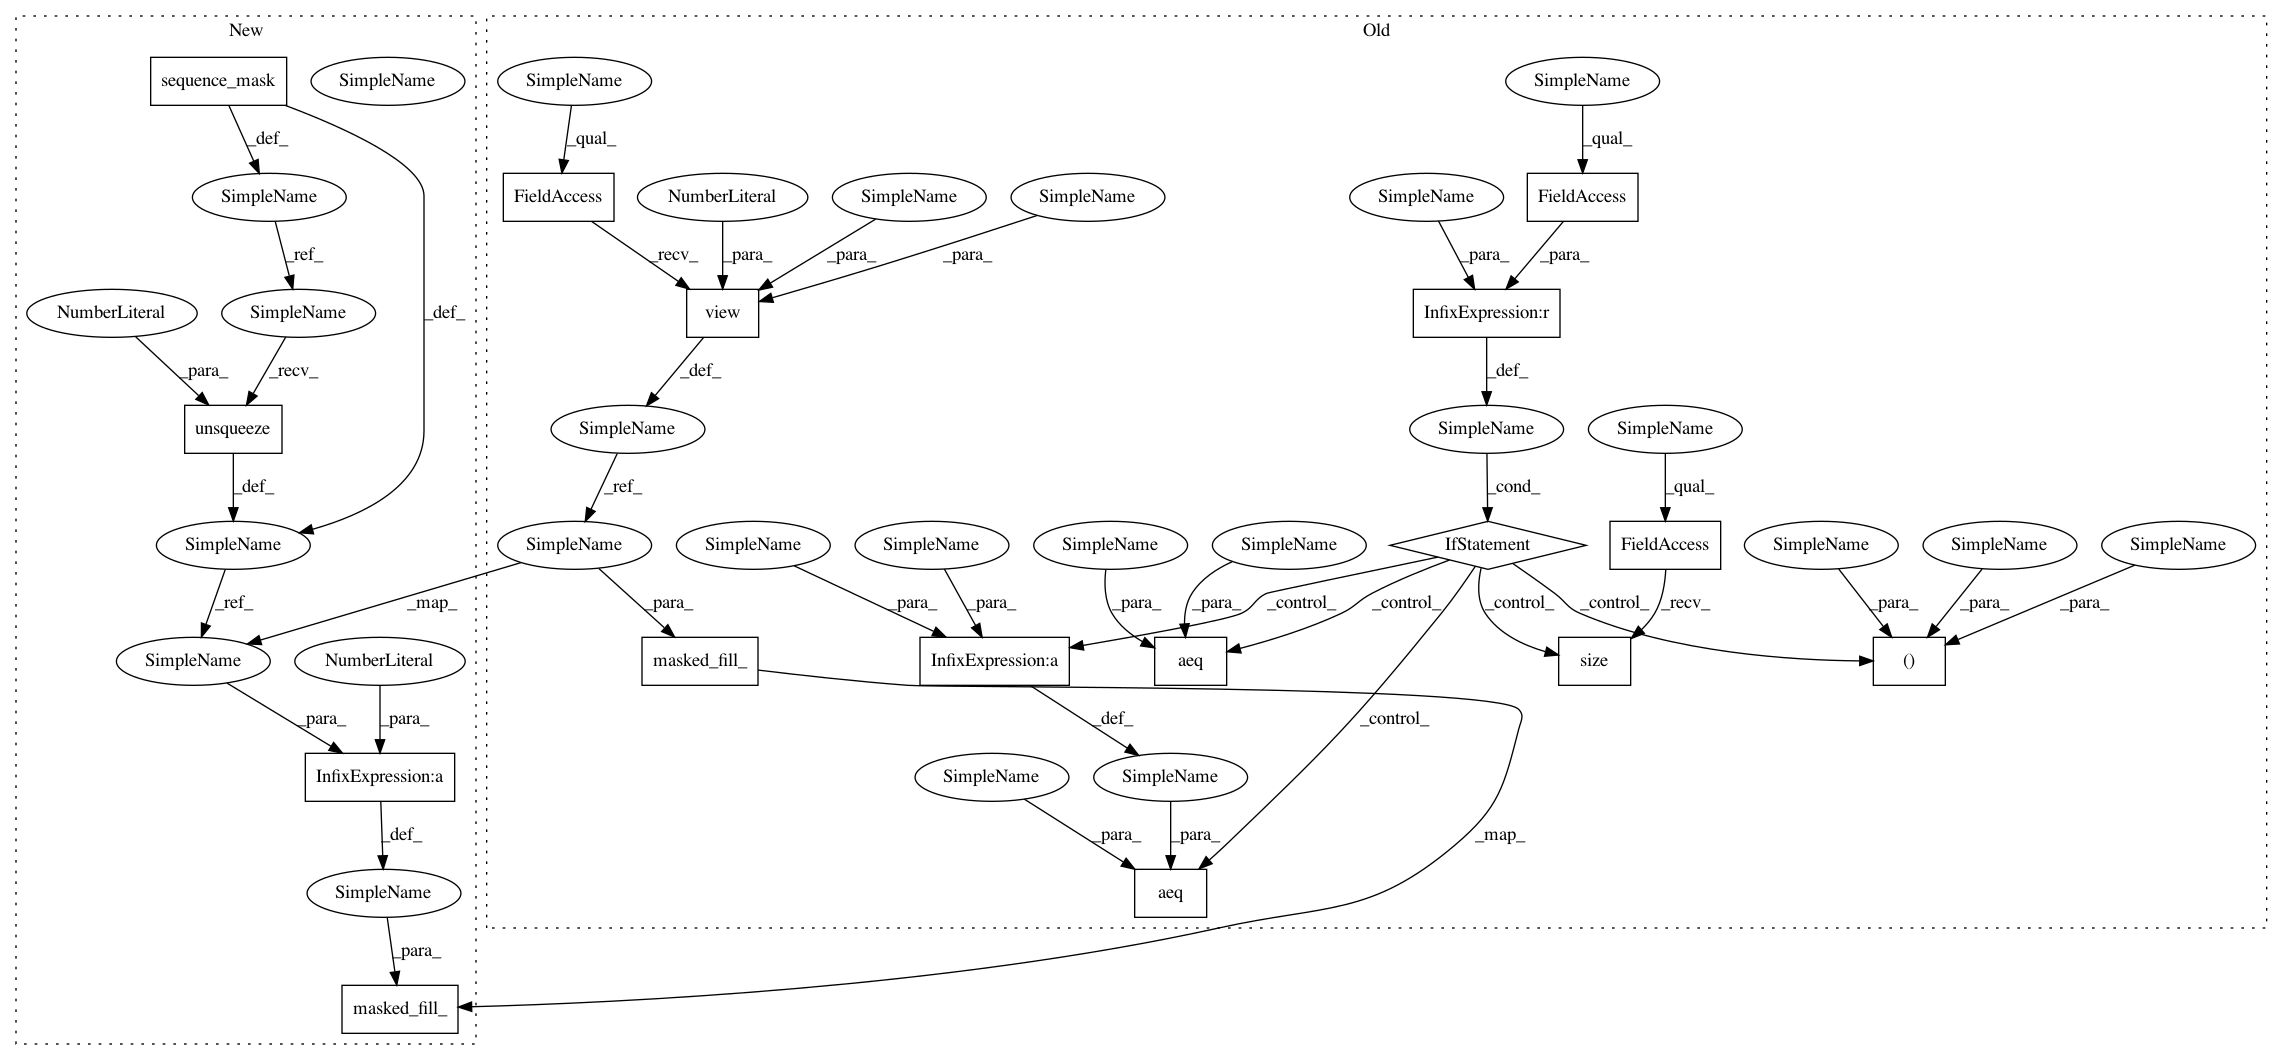 New
Old
sequence_mask
SimpleName
SimpleName
SimpleName
_def_
_qual_
_qual_
SimpleName
FieldAccess
NumberLiteral
SimpleName
SimpleName
SimpleName
FieldAccess
_ref_
_recv_
_para_
_para_
_para_
_para_
_para_
NumberLiteral
SimpleName
_def_
view
InfixExpression:r
_para_
_recv_
_def_
_def_
unsqueeze
SimpleName
SimpleName
SimpleName
_def_
_ref_
_cond_
_qual_
SimpleName
SimpleName
SimpleName
SimpleName
SimpleName
SimpleName
IfStatement
FieldAccess
SimpleName
SimpleName
SimpleName
_ref_
_map_
_para_
_para_
_para_
_para_
_para_
_control_
_control_
_control_
_recv_
_control_
_para_
_para_
_para_
SimpleName
NumberLiteral
masked_fill_
InfixExpression:a
aeq
size
()
_para_
_para_
_def_
_control_
InfixExpression:a
SimpleName
SimpleName
_def_
_para_
_para_
_map_
SimpleName
aeq
_para_
masked_fill_